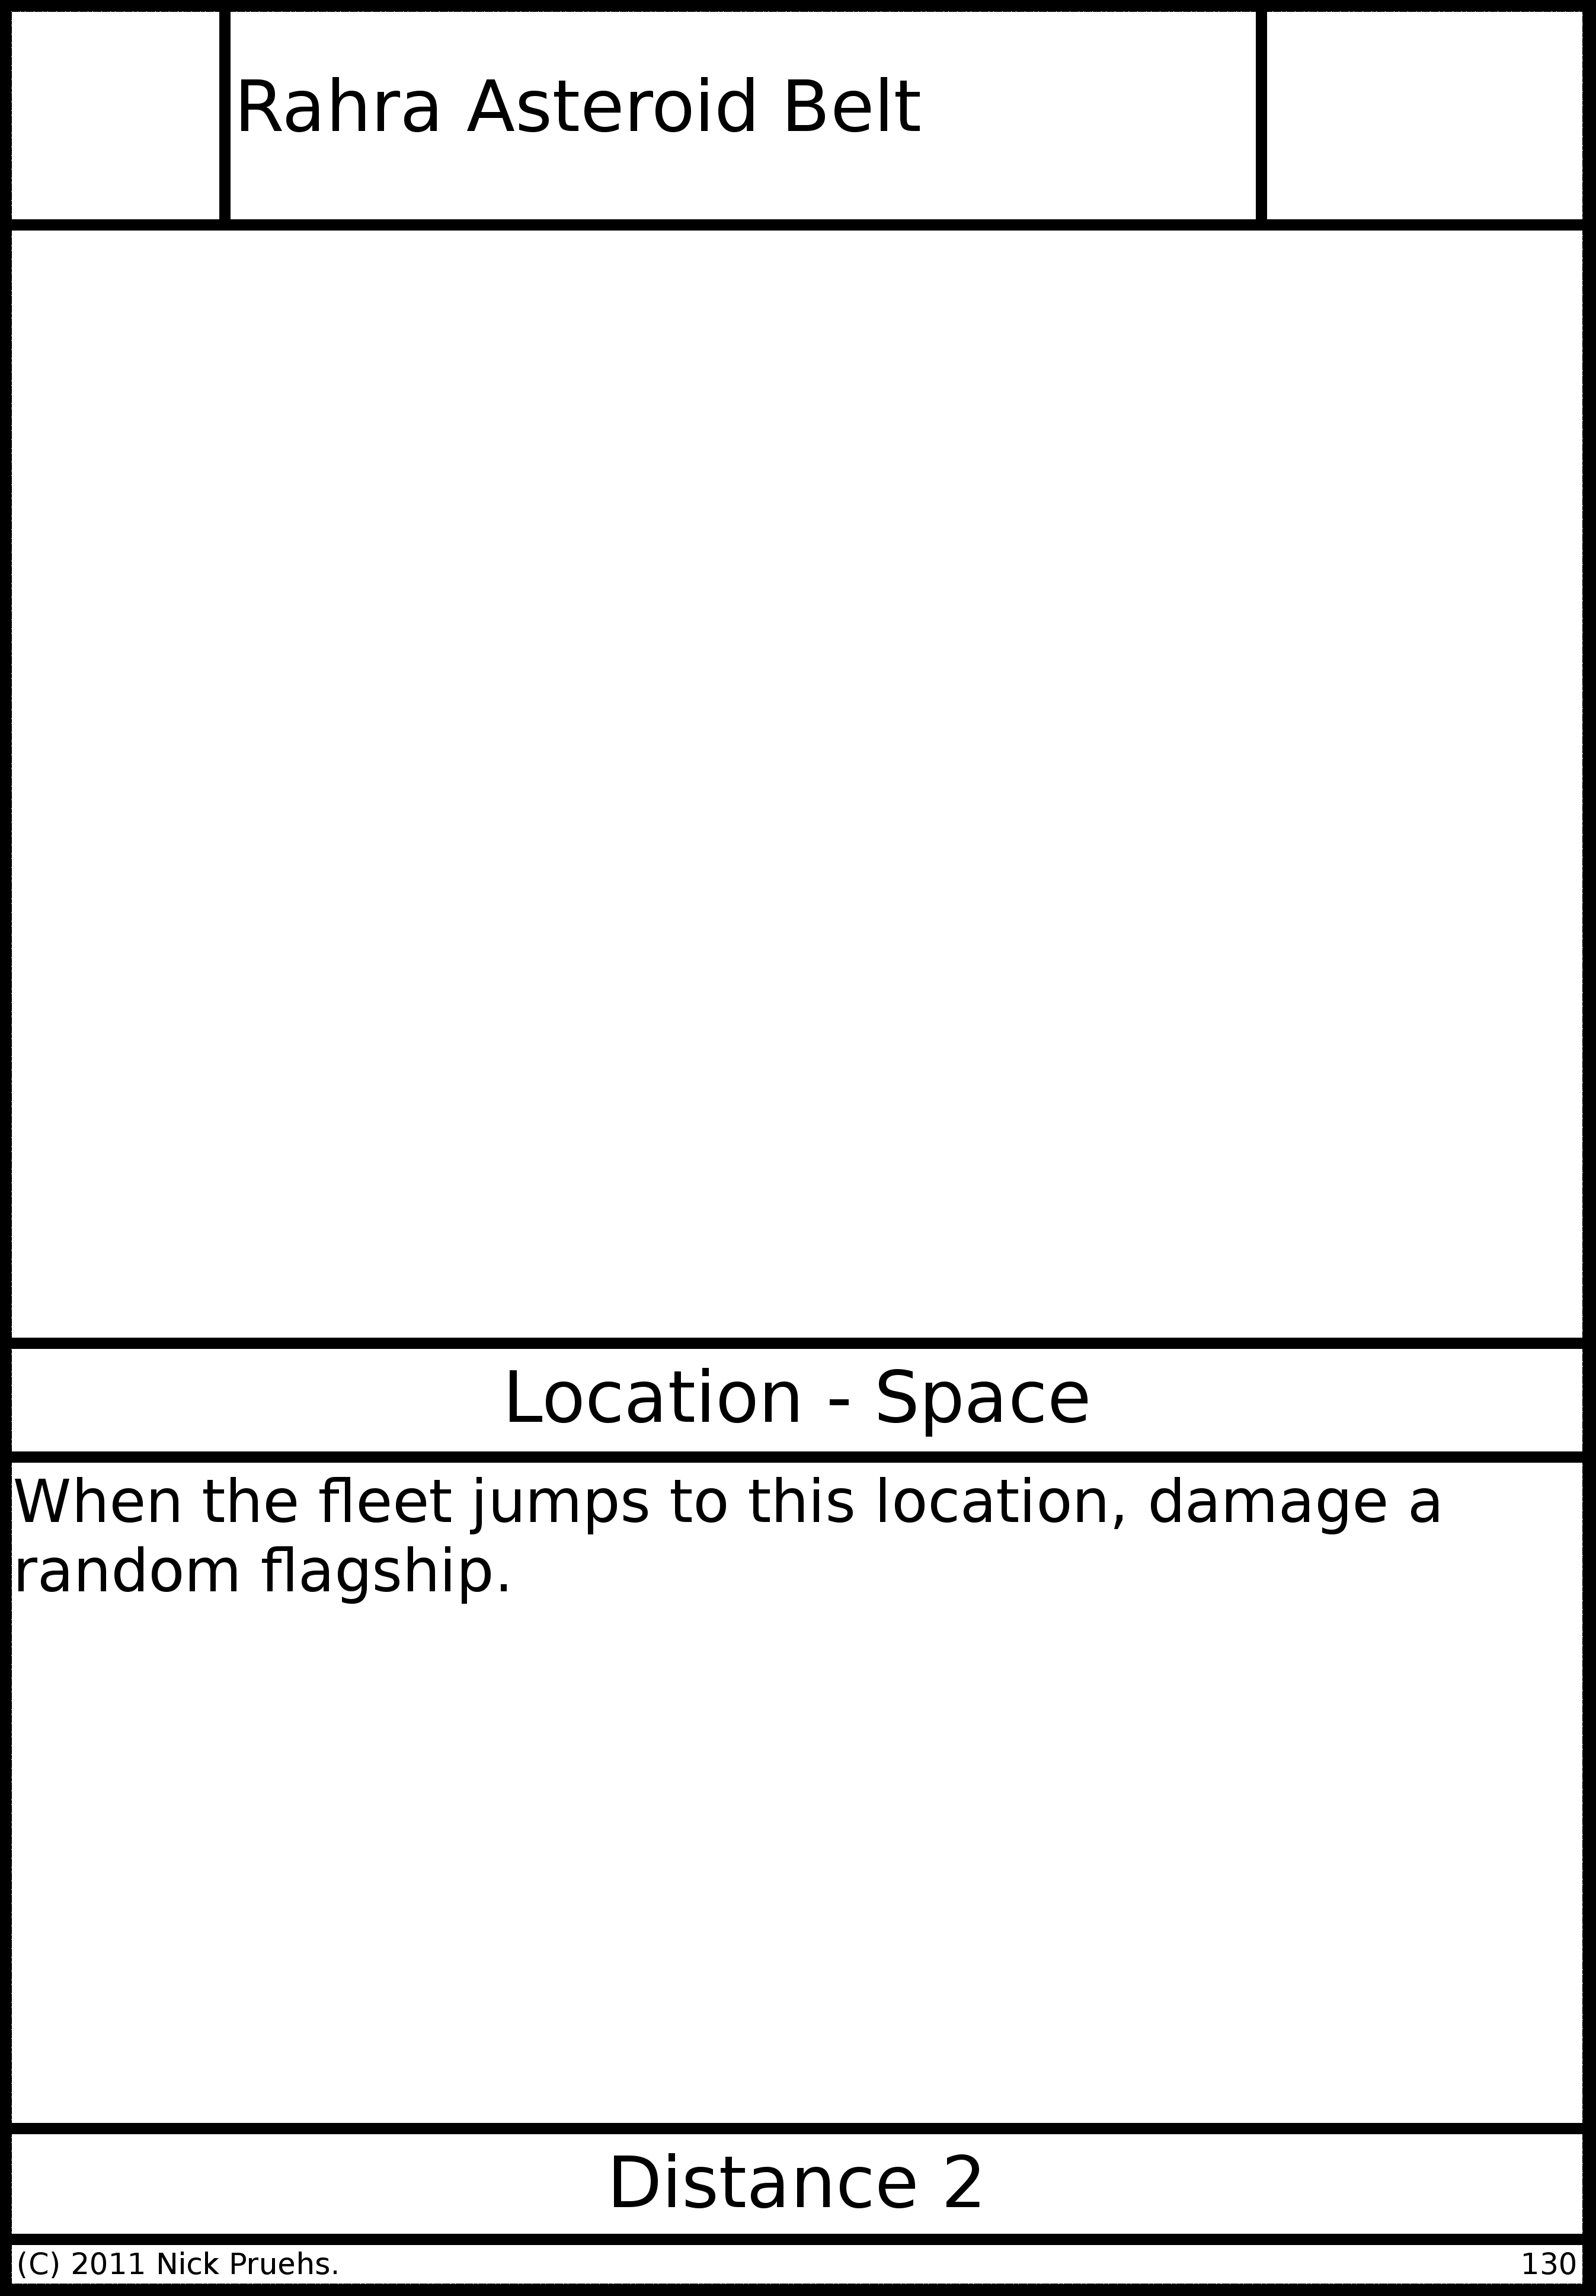 Rahra Asteroid Belt
Location - Space
When the fleet jumps to this location, damage a
random flagship.
Distance 2
(C) 2011 Nick Pruehs.
130